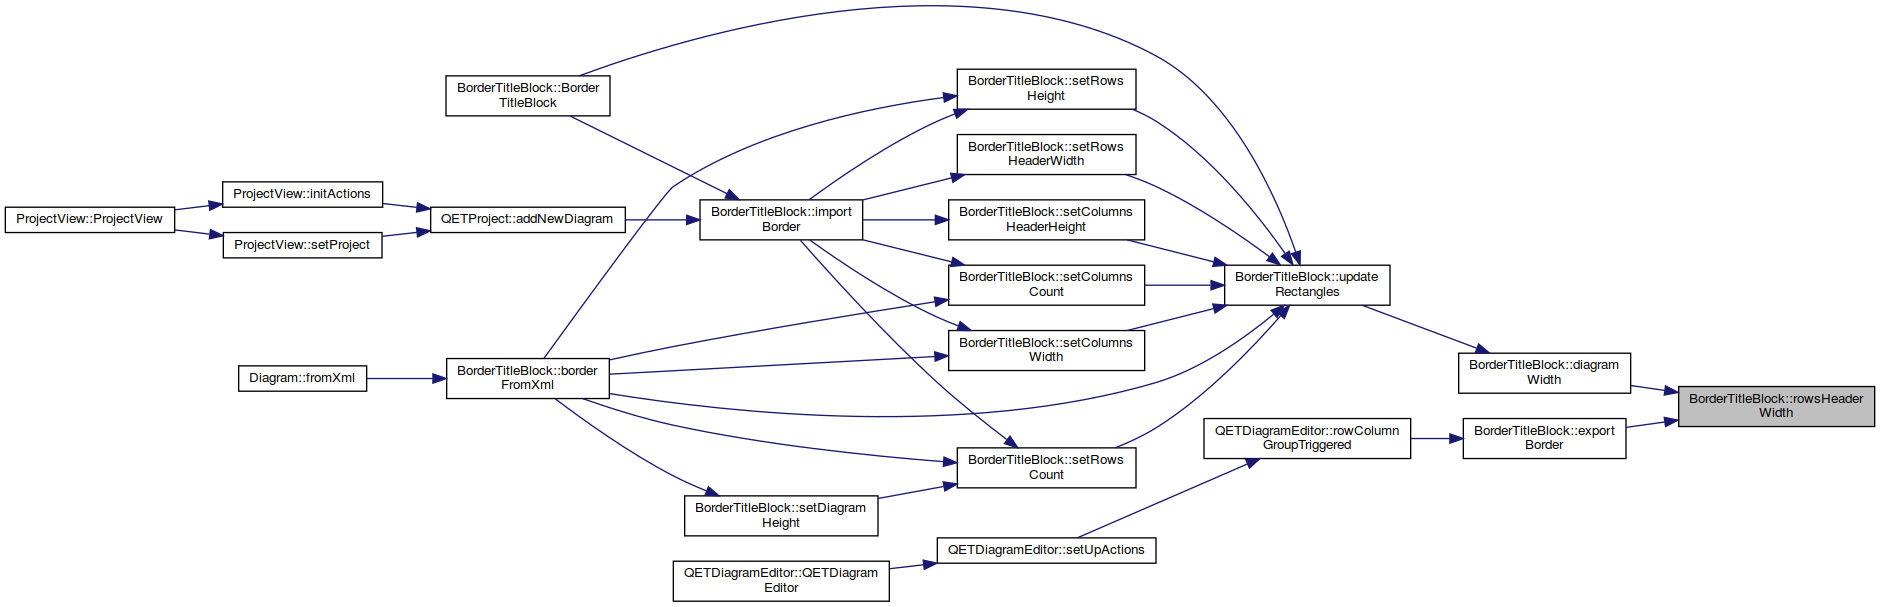 BorderTitleBlock::Border
TitleBlock
BorderTitleBlock::setRows
Height
BorderTitleBlock::setRows
HeaderWidth
ProjectView::initActions
ProjectView::ProjectView
QETProject::addNewDiagram
BorderTitleBlock::import
Border
BorderTitleBlock::setColumns
HeaderHeight
ProjectView::setProject
BorderTitleBlock::setColumns
Count
BorderTitleBlock::update
Rectangles
BorderTitleBlock::setColumns
Width
Diagram::fromXml
BorderTitleBlock::border
FromXml
BorderTitleBlock::diagram
Width
BorderTitleBlock::rowsHeader
Width
QETDiagramEditor::rowColumn
GroupTriggered
BorderTitleBlock::export
Border
BorderTitleBlock::setRows
Count
BorderTitleBlock::setDiagram
Height
QETDiagramEditor::setUpActions
QETDiagramEditor::QETDiagram
Editor